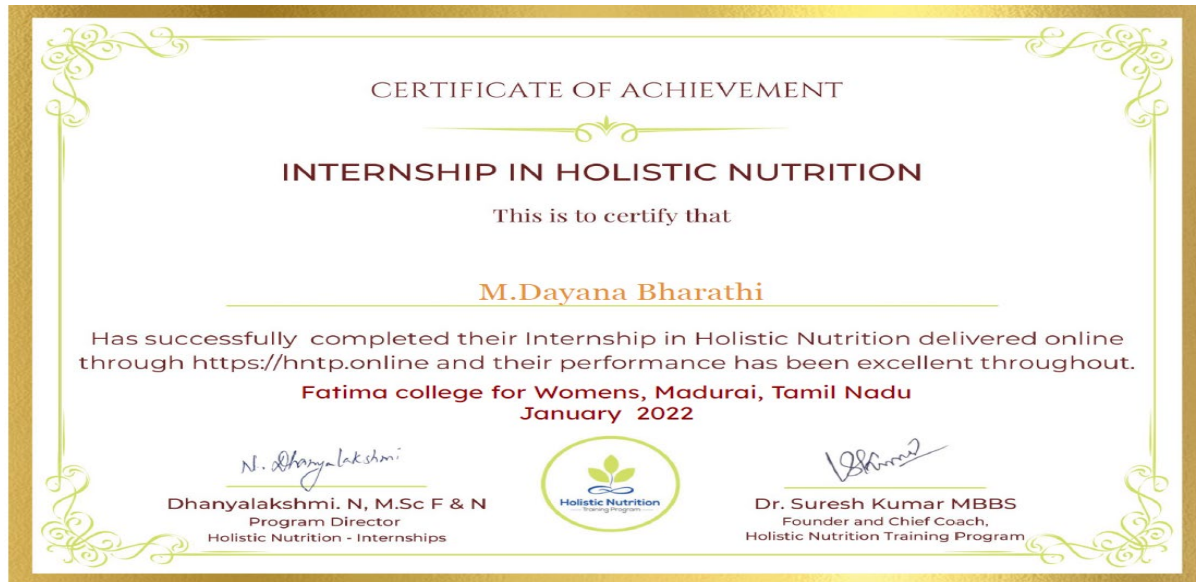 CERTIFICATE OF ACHIEVEMENT
INTERNSHIP IN HOLISTIC NUTRITION
This is to certify that
M.Dayana Bharathi
Has successfully completed their Internship in Holistic Nutrition delivered online
through https://hntp.online and their performance has been excellent throughout.
Fatima college for Womens, Madurai, Tamil Nadu
January 2022
N. Dhanyalakshmi
Dhanyalakshmi. N, M.Sc F & N
Program Director
Holistic Nutrition - Internships
Holistic Nutrition
Training Program
Dr. Suresh Kumar MBBS
Founder and Chief Coach,
Holistic Nutrition Training Program